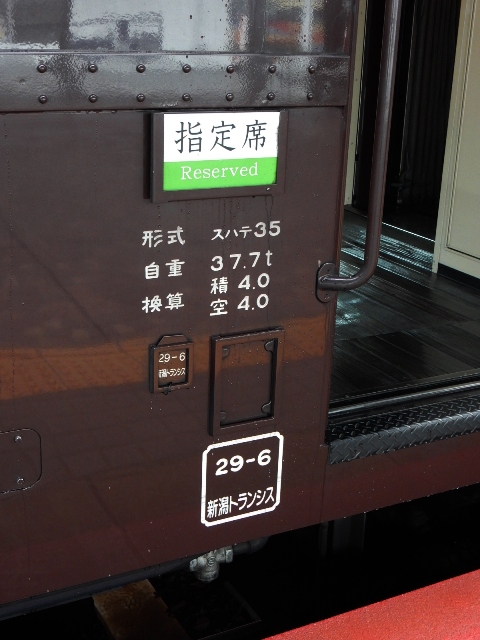 指定席
Reserved
形式 スハテ35
自重 37.7t
換算 積 4.0
空 4.0
29-6
新潟トランシス
29-6
新潟トランシス